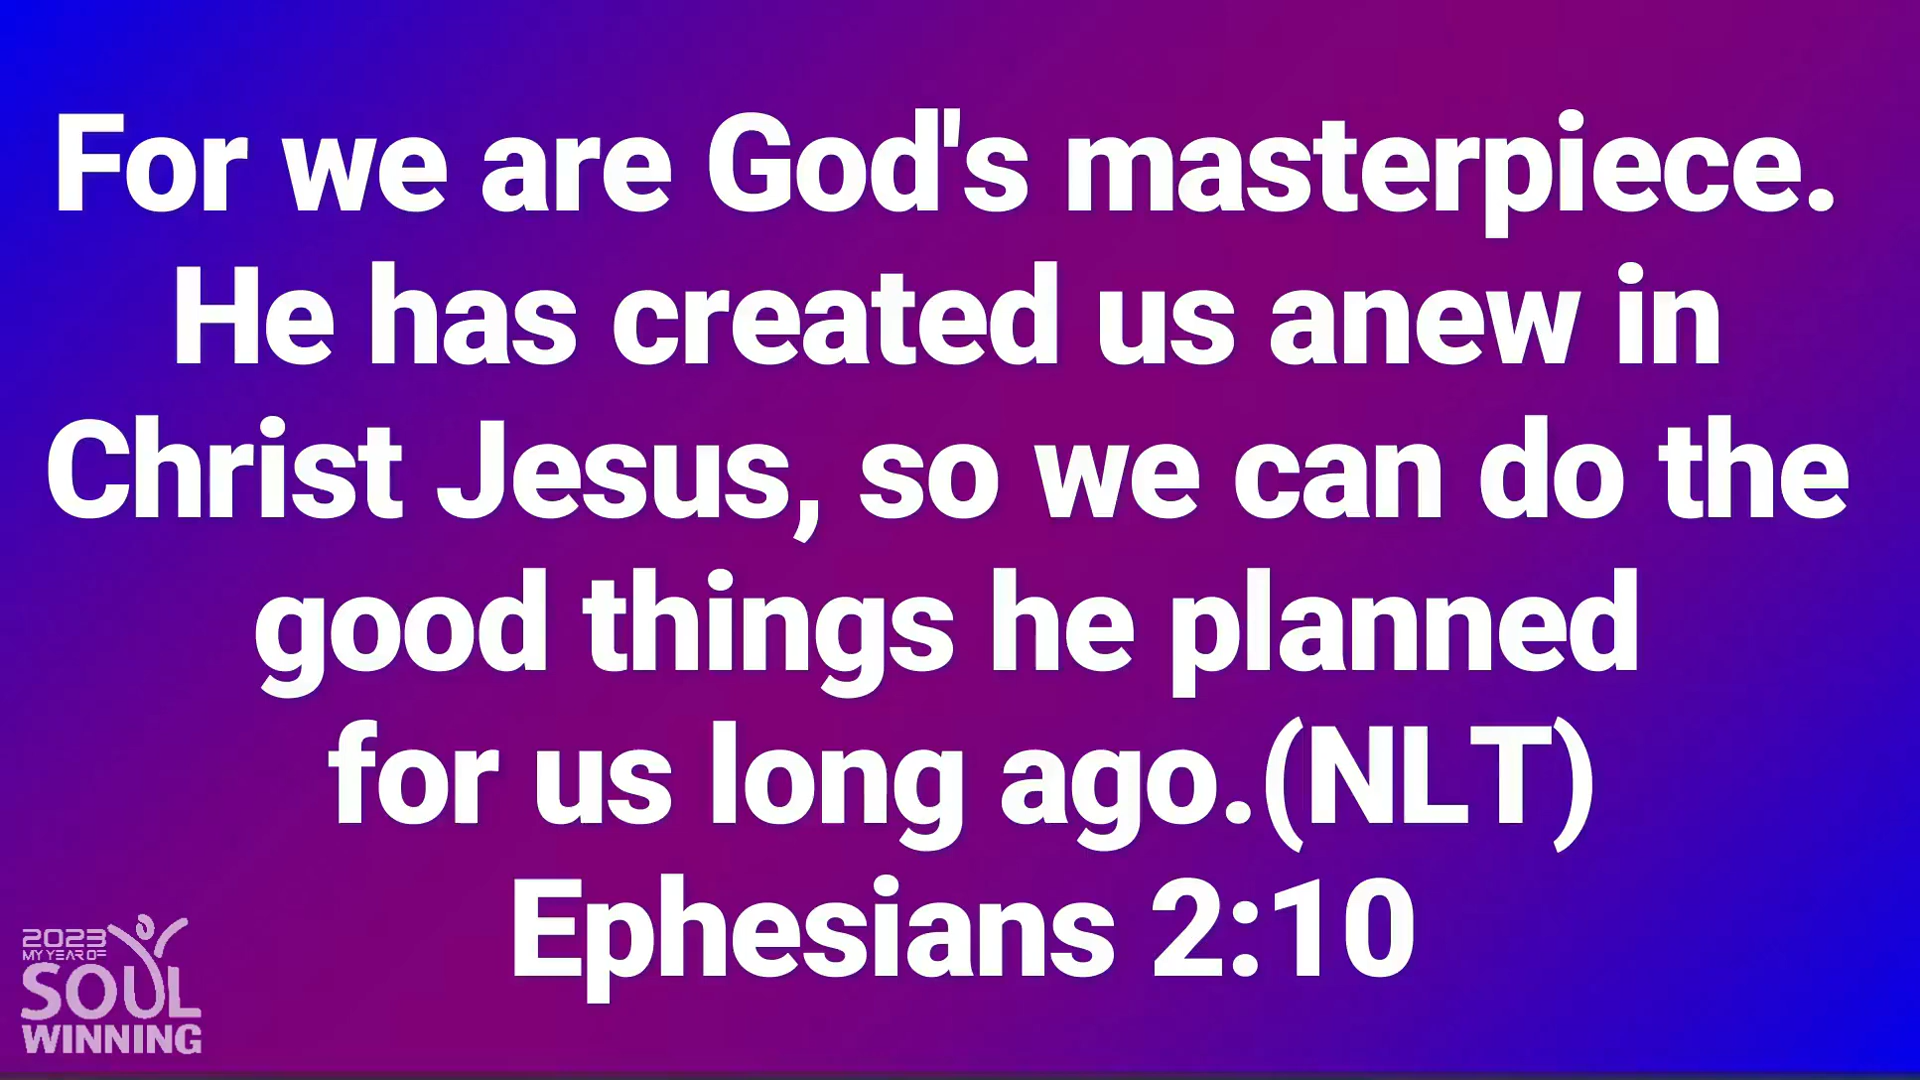 For we are God's masterpiece.
He has created us anew in
Christ Jesus, so we can do the
good things he planned
for us long ago.(NLT)
Ephesians 2:10
2023
MY YEAR OF
SOUL
WINNING